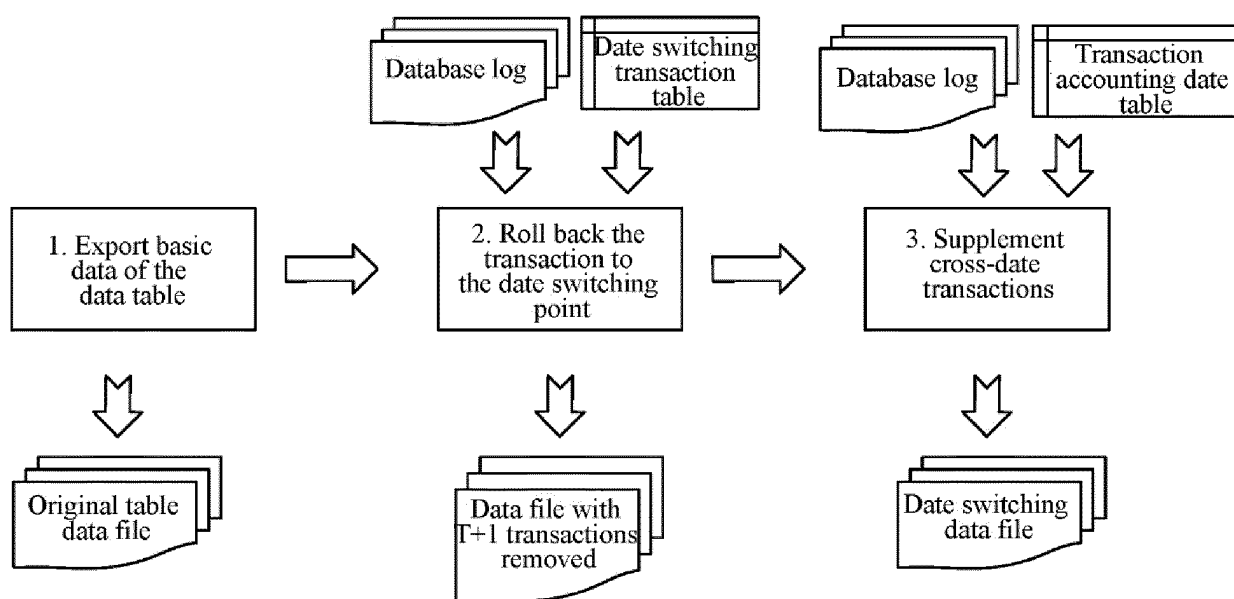 Database log
Date switching
transaction
table
Database log
Transaction
accounting date
table
1. Export basic
data of the
data table
2. Roll back the
transaction to
the date switching
point
3. Supplement
cross-date
transactions
Original table
data file
Data file with
T+1 transactions
removed
Date switching
data file